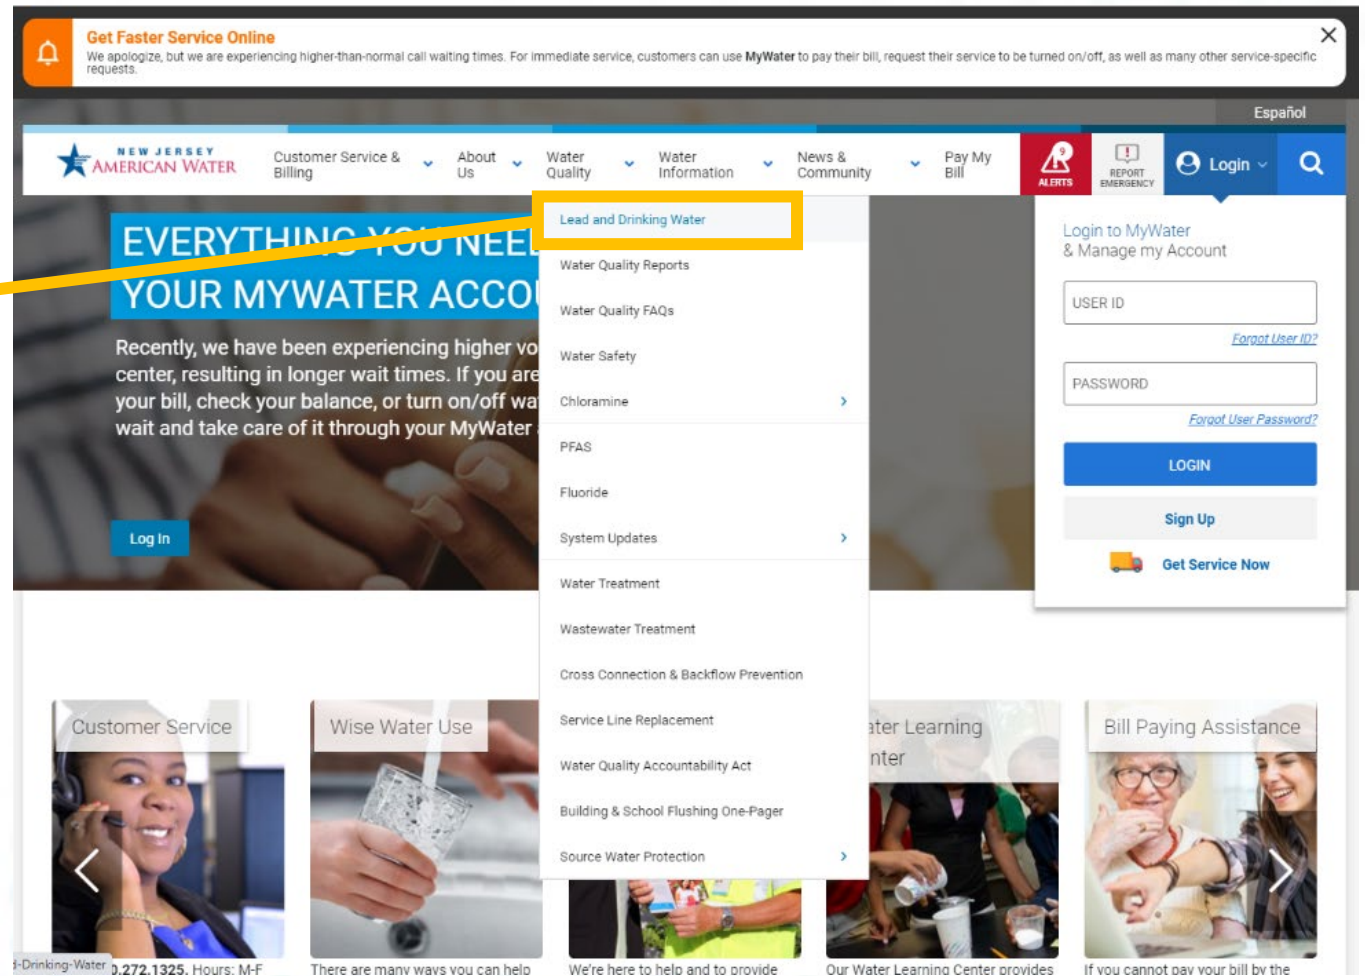 Get Faster Service Online
We apologize, but we are experiencing higher-than-normal call waiting times. For immediate service, customers can use MyWater to pay their bill, request their service to be turned on/off, as well as many other service-specific
requests.
Español
NEW JERSEY
AMERICAN WATER
Customer Service &
Billing
About
Us
Water
Quality
Water
Information
News &
Community
Pay My
Bill
9
ALERTS
REPORT
EMERGENCY
Login
Lead and Drinking Water
Water Quality Reports
Water Quality FAQs
Water Safety
Chloramine
PFAS
Fluoride
System Updates
Water Treatment
Wastewater Treatment
Cross Connection & Backflow Prevention
Service Line Replacement
Water Quality Accountability Act
Building & School Flushing One-Pager
Source Water Protection
EVERYTHING YOU NEE
YOUR MYWATER ACCO
Recently, we have been experiencing higher vo
center, resulting in longer wait times. If you are
your bill, check your balance, or turn on/off wa
wait and take care of it through your MyWater
Log In
Login to MyWater
& Manage my Account
USER ID
Forgot User ID?
PASSWORD
Forgot User Password?
LOGIN
Sign Up
Get Service Now
Customer Service
Wise Water Use
ater Learning
nter
Bill Paying Assistance
d-Drinking-Water
0.272.1325. Hours: M-F
There are many ways you can help
We're here to help and to provide
Our Water Learning Center provides
If you cannot pay your bill by the